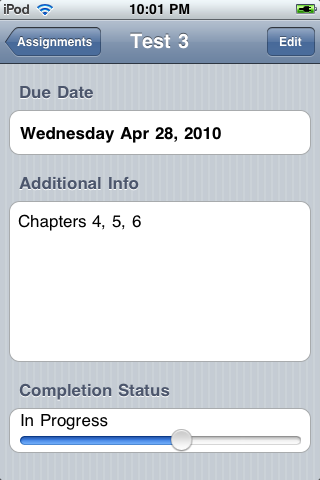 iPod 10:01 PM
Assignments Test 3 Edit
Due Date
Wednesday Apr 28, 2010
Additional Info
Chapters 4, 5, 6
Completion Status
In Progress